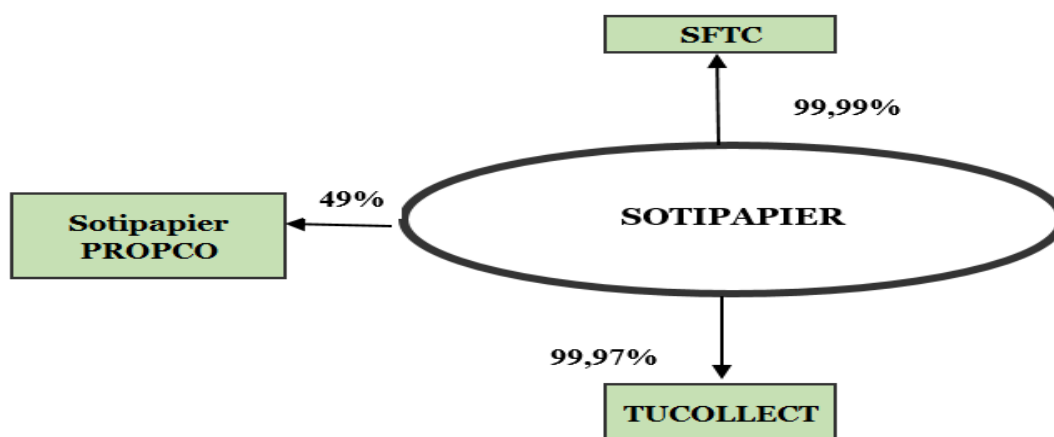 SFTC
99,99%
49%
Sotipapier
PROPCO
SOTIPAPIER
99,97%
TUCOLLECT